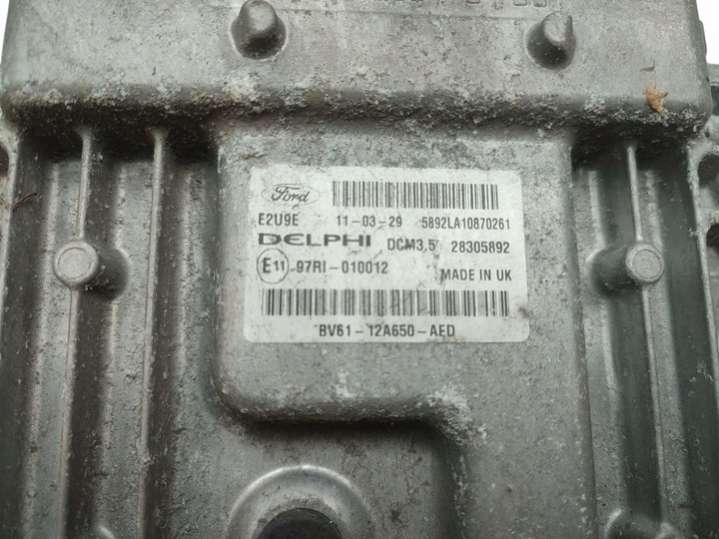 Ford
E2U9E 11-03-29 5892LA10870261
DELPHI DCM3.5 28305892
E11 97RI-010012 MADE IN UK
BV61-12A650-AED